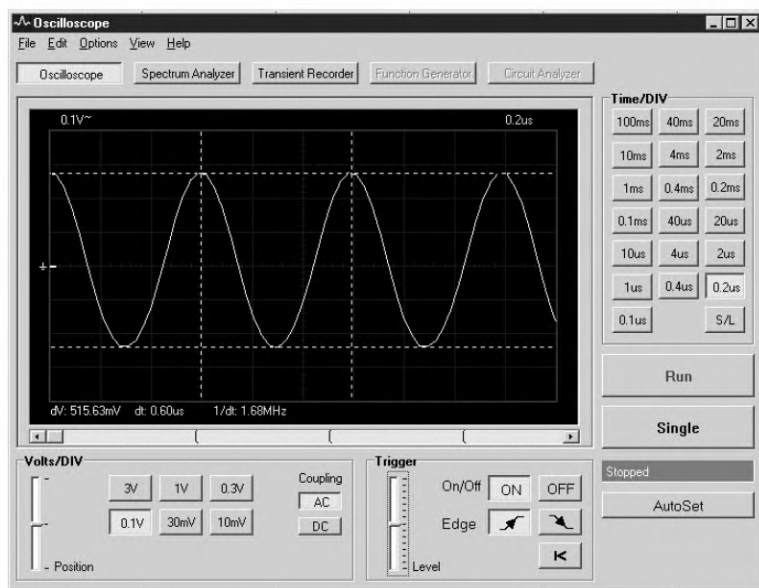 Oscilloscope
File Edit Options View Help
Oscilloscope Spectrum Analyzer Transient Recorder Function Generator Circuit Analyzer
0.1V~ 0.2us
dV: 515.63mV dt: 0.60us 1/dt: 1.68MHz
Time/DIV
100ms 40ms 20ms
10ms 4ms 2ms
1ms 0.4ms 0.2ms
0.1ms 40us 20us
10us 4us 2us
1us 0.4us 0.2us
0.1us S/L
Run
Single
Stopped
AutoSet
Volts/DIV
3V 1V 0.3V
0.1V 30mV 10mV
Position
Coupling
AC
DC
Trigger
On/Off ON OFF
Edge
Level